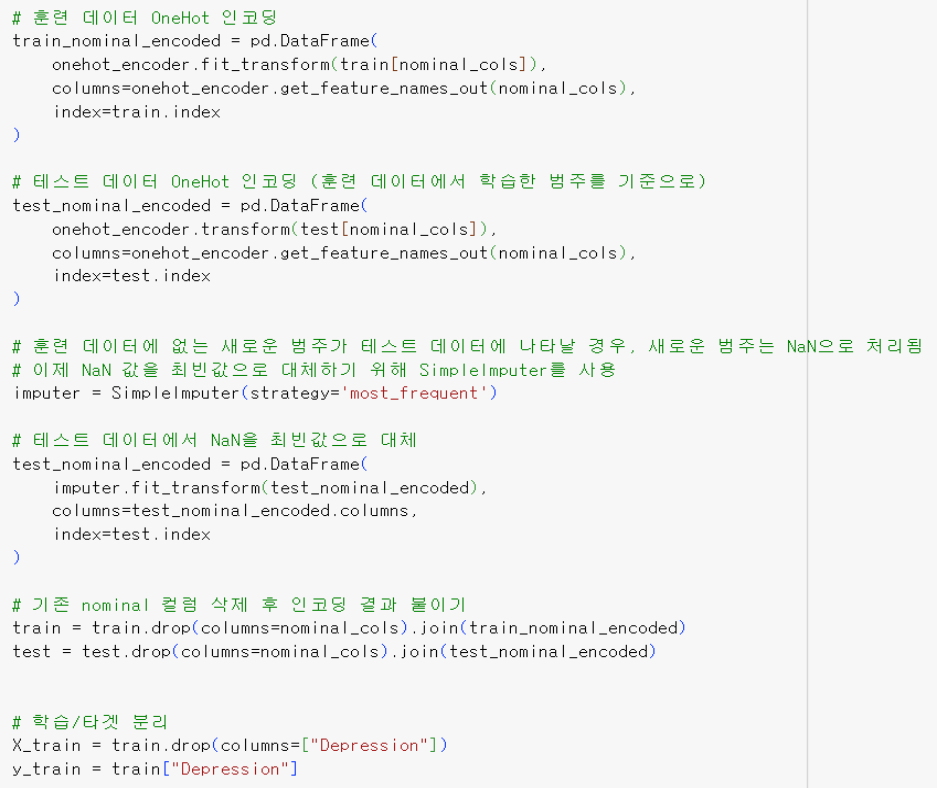 # 훈련 데이터 OneHot 인코딩
train_nominal_encoded = pd.DataFrame(
    onehot_encoder.fit_transform(train[nominal_cols]),
    columns=onehot_encoder.get_feature_names_out(nominal_cols),
    index=train.index
)

# 테스트 데이터 OneHot 인코딩 (훈련 데이터에서 학습한 범주를 기준으로)
test_nominal_encoded = pd.DataFrame(
    onehot_encoder.transform(test[nominal_cols]),
    columns=onehot_encoder.get_feature_names_out(nominal_cols),
    index=test.index
)

# 훈련 데이터에 없는 새로운 범주가 테스트 데이터에 나타날 경우, 새로운 범주는 NaN으로 처리됨
# 이제 NaN 값을 최빈값으로 대체하기 위해 SimpleImputer를 사용
imputer = SimpleImputer(strategy='most_frequent')

# 테스트 데이터에서 NaN을 최빈값으로 대체
test_nominal_encoded = pd.DataFrame(
    imputer.fit_transform(test_nominal_encoded),
    columns=test_nominal_encoded.columns,
    index=test.index
)

# 기존 nominal 컬럼 삭제 후 인코딩 결과 붙이기
train = train.drop(columns=nominal_cols).join(train_nominal_encoded)
test = test.drop(columns=nominal_cols).join(test_nominal_encoded)

# 학습/타겟 분리
X_train = train.drop(columns=["Depression"])
y_train = train["Depression"]